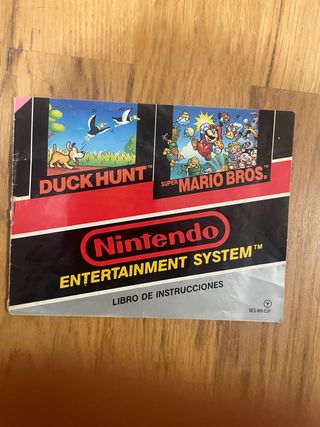 DUCK HUNT™
SUPER MARIO BROS.™
Nintendo
ENTERTAINMENT SYSTEM™
LIBRO DE INSTRUCCIONES
NES-MH-ESP